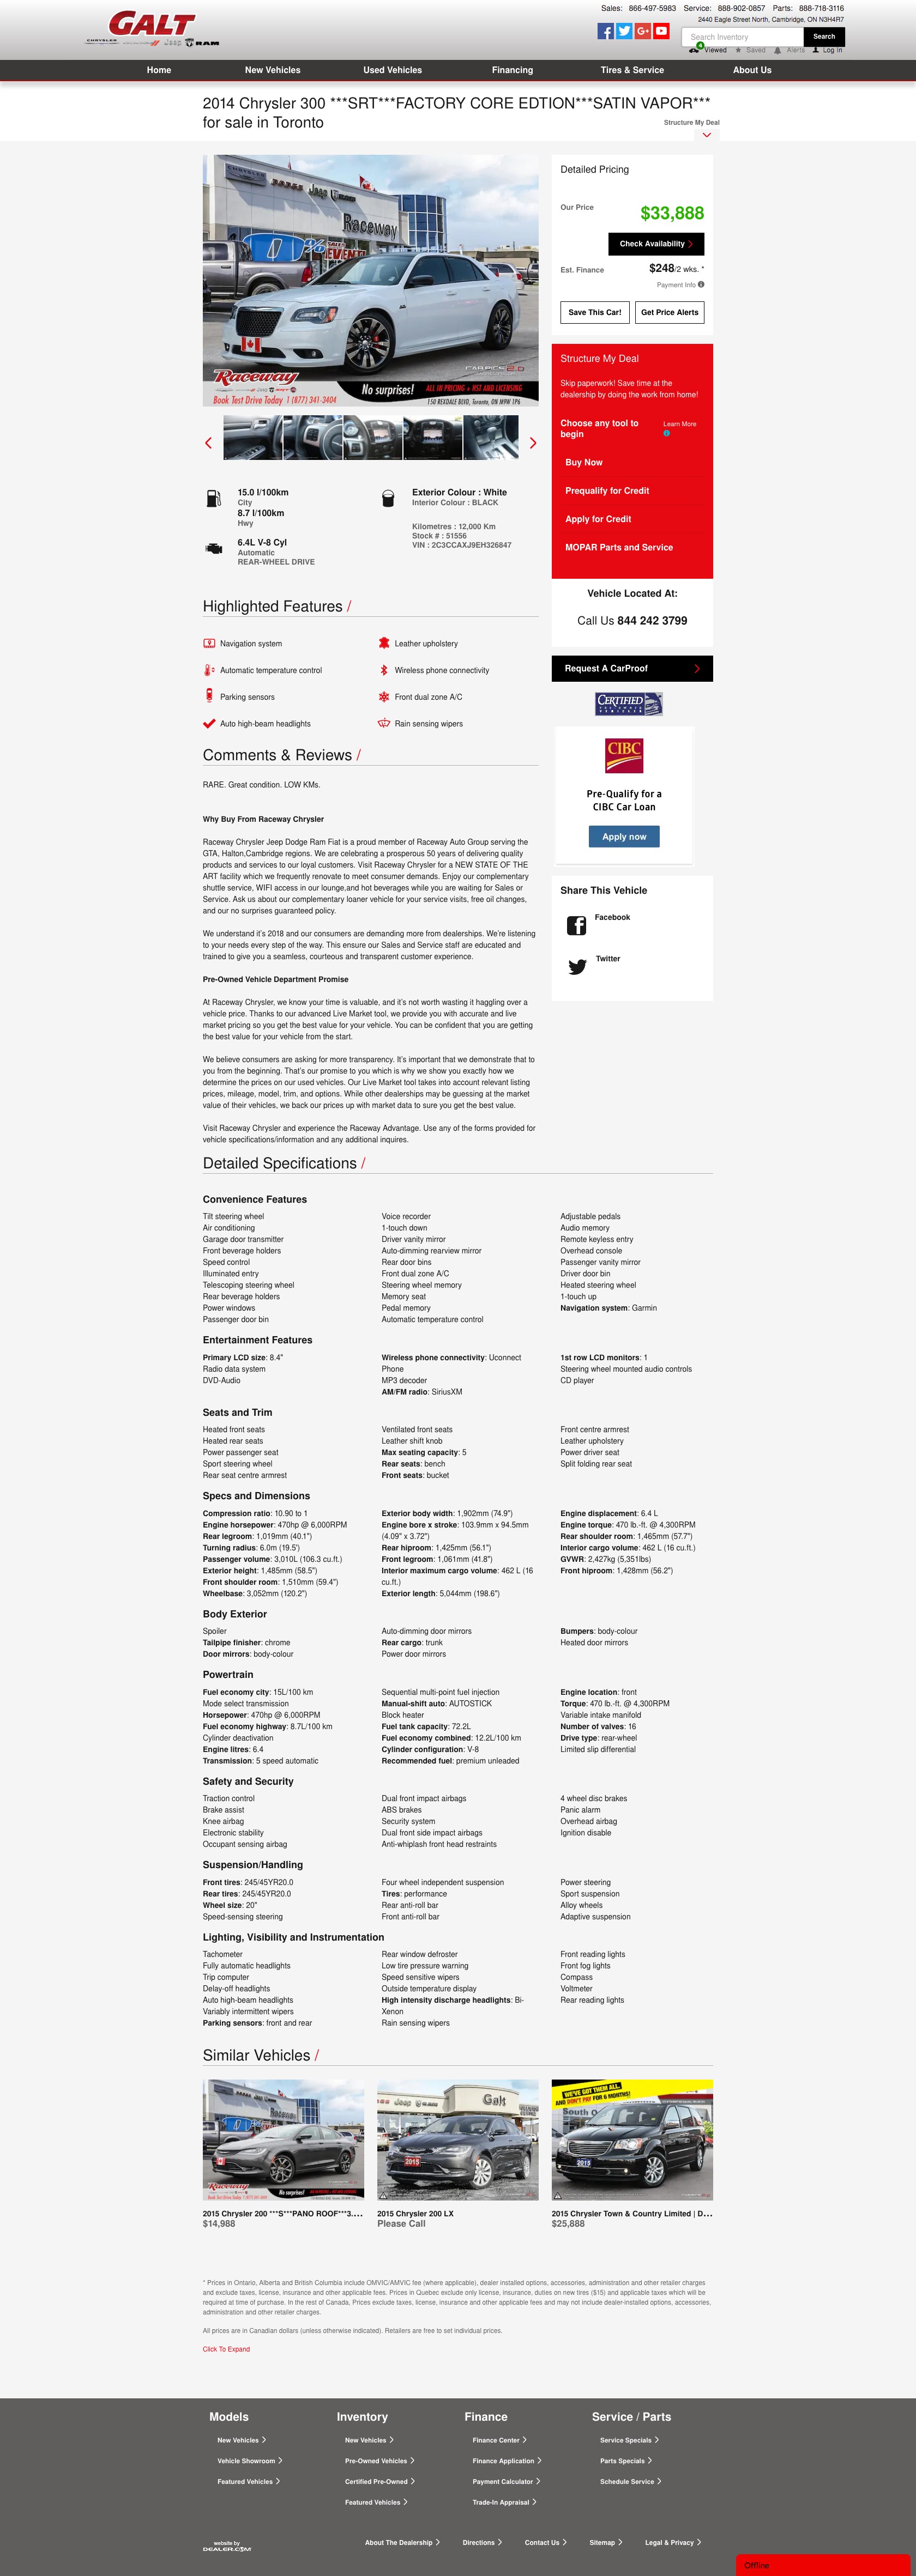 Sales: 866-497-5983 Service: 888-902-0857 Parts: 888-718-3116
2440 Eagle Street North, Cambridge, ON N3H4R7
GALT
CHRYSLER Jeep RAM
Search Inventory
Search
4 Viewed Saved Alerts Log In
Home New Vehicles Used Vehicles Financing Tires & Service About Us
2014 Chrysler 300 ***SRT***FACTORY CORE EDTION***SATIN VAPOR***
for sale in Toronto
Structure My Deal
Raceway
Jeep
0%
EVENT
Raceway
Book Test Drive Today 1 (877) 341-3404
No surprises!
ALL IN PRICING + HST AND LICENSING
150 REXDALE BLVD, Toronto, ON M9W 1P6
15.0 l/100km
City
8.7 l/100km
Hwy
6.4L V-8 Cyl
Automatic
REAR-WHEEL DRIVE
Exterior Colour : White
Interior Colour : BLACK
Kilometres : 12,000 Km
Stock # : 51556
VIN : 2C3CCAXJ9EH326847
Detailed Pricing
Our Price
$33,888
Check Availability
Est. Finance
$248/2 wks. *
Payment Info
Save This Car!
Get Price Alerts
Structure My Deal
Skip paperwork! Save time at the
dealership by doing the work from home!
Choose any tool to
begin
Learn More
Buy Now
Prequalify for Credit
Apply for Credit
MOPAR Parts and Service
Vehicle Located At:
Call Us 844 242 3799
Request A CarProof
CERTIFIED
CIBC
Pre-Qualify for a
CIBC Car Loan
Apply now
Share This Vehicle
Facebook
Twitter
Highlighted Features /
Navigation system
Leather upholstery
Automatic temperature control
Wireless phone connectivity
Parking sensors
Front dual zone A/C
Auto high-beam headlights
Rain sensing wipers
Comments & Reviews /
RARE. Great condition. LOW KMs.
Why Buy From Raceway Chrysler
Raceway Chrysler Jeep Dodge Ram Fiat is a proud member of Raceway Auto Group serving the
GTA, Halton,Cambridge regions. We are celebrating a prosperous 50 years of delivering quality
products and services to our loyal customers. Visit Raceway Chrysler for a NEW STATE OF THE
ART facility which we frequently renovate to meet consumer demands. Enjoy our complementary
shuttle service, WIFI access in our lounge,and hot beverages while you are waiting for Sales or
Service. Ask us about our complementary loaner vehicle for your service visits, free oil changes,
and our no surprises guaranteed policy.
We understand it's 2018 and our consumers are demanding more from dealerships. We're listening
to your needs every step of the way. This ensure our Sales and Service staff are educated and
trained to give you a seamless, courteous and transparent customer experience.
Pre-Owned Vehicle Department Promise
At Raceway Chrysler, we know your time is valuable, and it's not worth wasting it haggling over a
vehicle price. Thanks to our advanced Live Market tool, we provide you with accurate and live
market pricing so you get the best value for your vehicle. You can be confident that you are getting
the best value for your vehicle from the start.
We believe consumers are asking for more transparency. It's important that we demonstrate that to
you from the beginning. That's our promise to you which is why we show you exactly how we
determine the prices on our used vehicles. Our Live Market tool takes into account relevant listing
prices, mileage, model, trim, and options. While other dealerships may be guessing at the market
value of their vehicles, we back our prices up with market data to sure you get the best value.
Visit Raceway Chrysler and experience the Raceway Advantage. Use any of the forms provided for
vehicle specifications/information and any additional inquires.
Detailed Specifications /
Convenience Features
Tilt steering wheel
Air conditioning
Garage door transmitter
Front beverage holders
Speed control
Illuminated entry
Telescoping steering wheel
Rear beverage holders
Power windows
Passenger door bin
Voice recorder
1-touch down
Driver vanity mirror
Auto-dimming rearview mirror
Rear door bins
Front dual zone A/C
Steering wheel memory
Memory seat
Pedal memory
Automatic temperature control
Adjustable pedals
Audio memory
Remote keyless entry
Overhead console
Passenger vanity mirror
Driver door bin
Heated steering wheel
1-touch up
Navigation system: Garmin
Entertainment Features
Primary LCD size: 8.4"
Radio data system
DVD-Audio
Wireless phone connectivity: Uconnect
Phone
MP3 decoder
AM/FM radio: SiriusXM
1st row LCD monitors: 1
Steering wheel mounted audio controls
CD player
Seats and Trim
Heated front seats
Heated rear seats
Power passenger seat
Sport steering wheel
Rear seat centre armrest
Ventilated front seats
Leather shift knob
Max seating capacity: 5
Rear seats: bench
Front seats: bucket
Front centre armrest
Leather upholstery
Power driver seat
Split folding rear seat
Specs and Dimensions
Compression ratio: 10.90 to 1
Engine horsepower: 470hp @ 6,000RPM
Rear legroom: 1,019mm (40.1")
Turning radius: 6.0m (19.5')
Passenger volume: 3,010L (106.3 cu.ft.)
Exterior height: 1,485mm (58.5")
Front shoulder room: 1,510mm (59.4")
Wheelbase: 3,052mm (120.2")
Exterior body width: 1,902mm (74.9")
Engine bore x stroke: 103.9mm x 94.5mm
(4.09" x 3.72")
Rear hiproom: 1,425mm (56.1")
Front legroom: 1,061mm (41.8")
Interior maximum cargo volume: 462 L (16
cu.ft.)
Exterior length: 5,044mm (198.6")
Engine displacement: 6.4 L
Engine torque: 470 lb.-ft. @ 4,300RPM
Rear shoulder room: 1,465mm (57.7")
Interior cargo volume: 462 L (16 cu.ft.)
GVWR: 2,427kg (5,351lbs)
Front hiproom: 1,428mm (56.2")
Body Exterior
Spoiler
Tailpipe finisher: chrome
Door mirrors: body-colour
Auto-dimming door mirrors
Rear cargo: trunk
Power door mirrors
Bumpers: body-colour
Heated door mirrors
Powertrain
Fuel economy city: 15L/100 km
Mode select transmission
Horsepower: 470hp @ 6,000RPM
Fuel economy highway: 8.7L/100 km
Cylinder deactivation
Engine litres: 6.4
Transmission: 5 speed automatic
Sequential multi-point fuel injection
Manual-shift auto: AUTOSTICK
Block heater
Fuel tank capacity: 72.2L
Fuel economy combined: 12.2L/100 km
Cylinder configuration: V-8
Recommended fuel: premium unleaded
Engine location: front
Torque: 470 lb.-ft. @ 4,300RPM
Variable intake manifold
Number of valves: 16
Drive type: rear-wheel
Limited slip differential
Safety and Security
Traction control
Brake assist
Knee airbag
Electronic stability
Occupant sensing airbag
Dual front impact airbags
ABS brakes
Security system
Dual front side impact airbags
Anti-whiplash front head restraints
4 wheel disc brakes
Panic alarm
Overhead airbag
Ignition disable
Suspension/Handling
Front tires: 245/45YR20.0
Rear tires: 245/45YR20.0
Wheel size: 20"
Speed-sensing steering
Four wheel independent suspension
Tires: performance
Rear anti-roll bar
Front anti-roll bar
Power steering
Sport suspension
Alloy wheels
Adaptive suspension
Lighting, Visibility and Instrumentation
Tachometer
Fully automatic headlights
Trip computer
Delay-off headlights
Auto high-beam headlights
Variably intermittent wipers
Parking sensors: front and rear
Rear window defroster
Low tire pressure warning
Speed sensitive wipers
Outside temperature display
High intensity discharge headlights: Bi-
Xenon
Rain sensing wipers
Front reading lights
Front fog lights
Compass
Voltmeter
Rear reading lights
Similar Vehicles /
Raceway
Galt
2015
WE'VE GOT THEM ALL.
AND DON'T PAY FOR 6 MONTHS!
2015
2015 Chrysler 200 ***S***PANO ROOF***3....
$14,988
2015 Chrysler 200 LX
Please Call
2015 Chrysler Town & Country Limited | D...
$25,888
* Prices in Ontario, Alberta and British Columbia include OMVIC/AMVIC fee (where applicable), dealer installed options, accessories, administration and other retailer charges
and exclude taxes, license, insurance and other applicable fees. Prices in Quebec exclude only license, insurance, duties on new tires ($15) and applicable taxes which will be
required at time of purchase. In the rest of Canada, Prices exclude taxes, license, insurance and other applicable fees and may not include dealer-installed options, accessories,
administration and other retailer charges.
All prices are in Canadian dollars (unless otherwise indicated). Retailers are free to set individual prices.
Click To Expand
Models
New Vehicles
Vehicle Showroom
Featured Vehicles
Inventory
New Vehicles
Pre-Owned Vehicles
Certified Pre-Owned
Featured Vehicles
Finance
Finance Center
Finance Application
Payment Calculator
Trade-In Appraisal
Service / Parts
Service Specials
Parts Specials
Schedule Service
website by
DEALER.COM
About The Dealership Directions Contact Us Sitemap Legal & Privacy
Offline